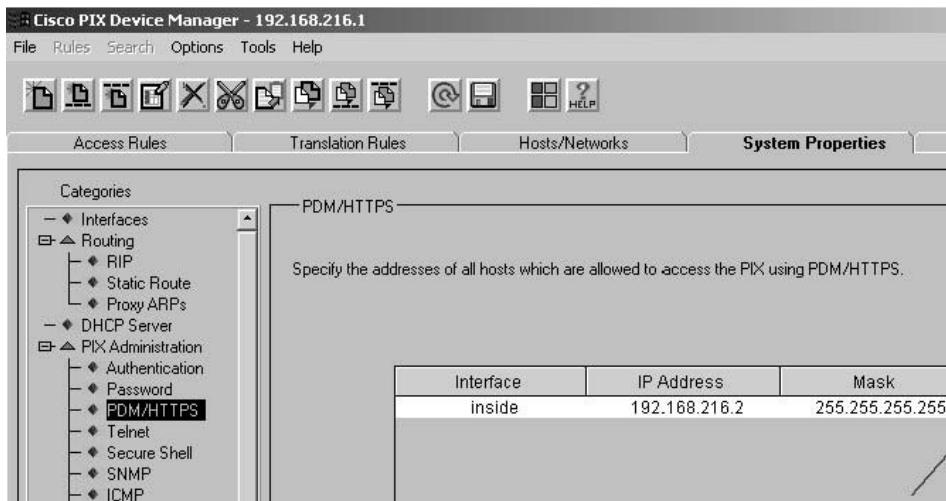 Cisco PIX Device Manager - 192.168.216.1
File Rules Search Options Tools Help
HELP
Access Rules Translation Rules Hosts/Networks System Properties
Categories
Interfaces
Routing
RIP
Static Route
Proxy ARPs
DHCP Server
PIX Administration
Authentication
Password
PDM/HTTPS
Telnet
Secure Shell
SNMP
ICMP
PDM/HTTPS
Specify the addresses of all hosts which are allowed to access the PIX using PDM/HTTPS.
Interface IP Address Mask
inside 192.168.216.2 255.255.255.255